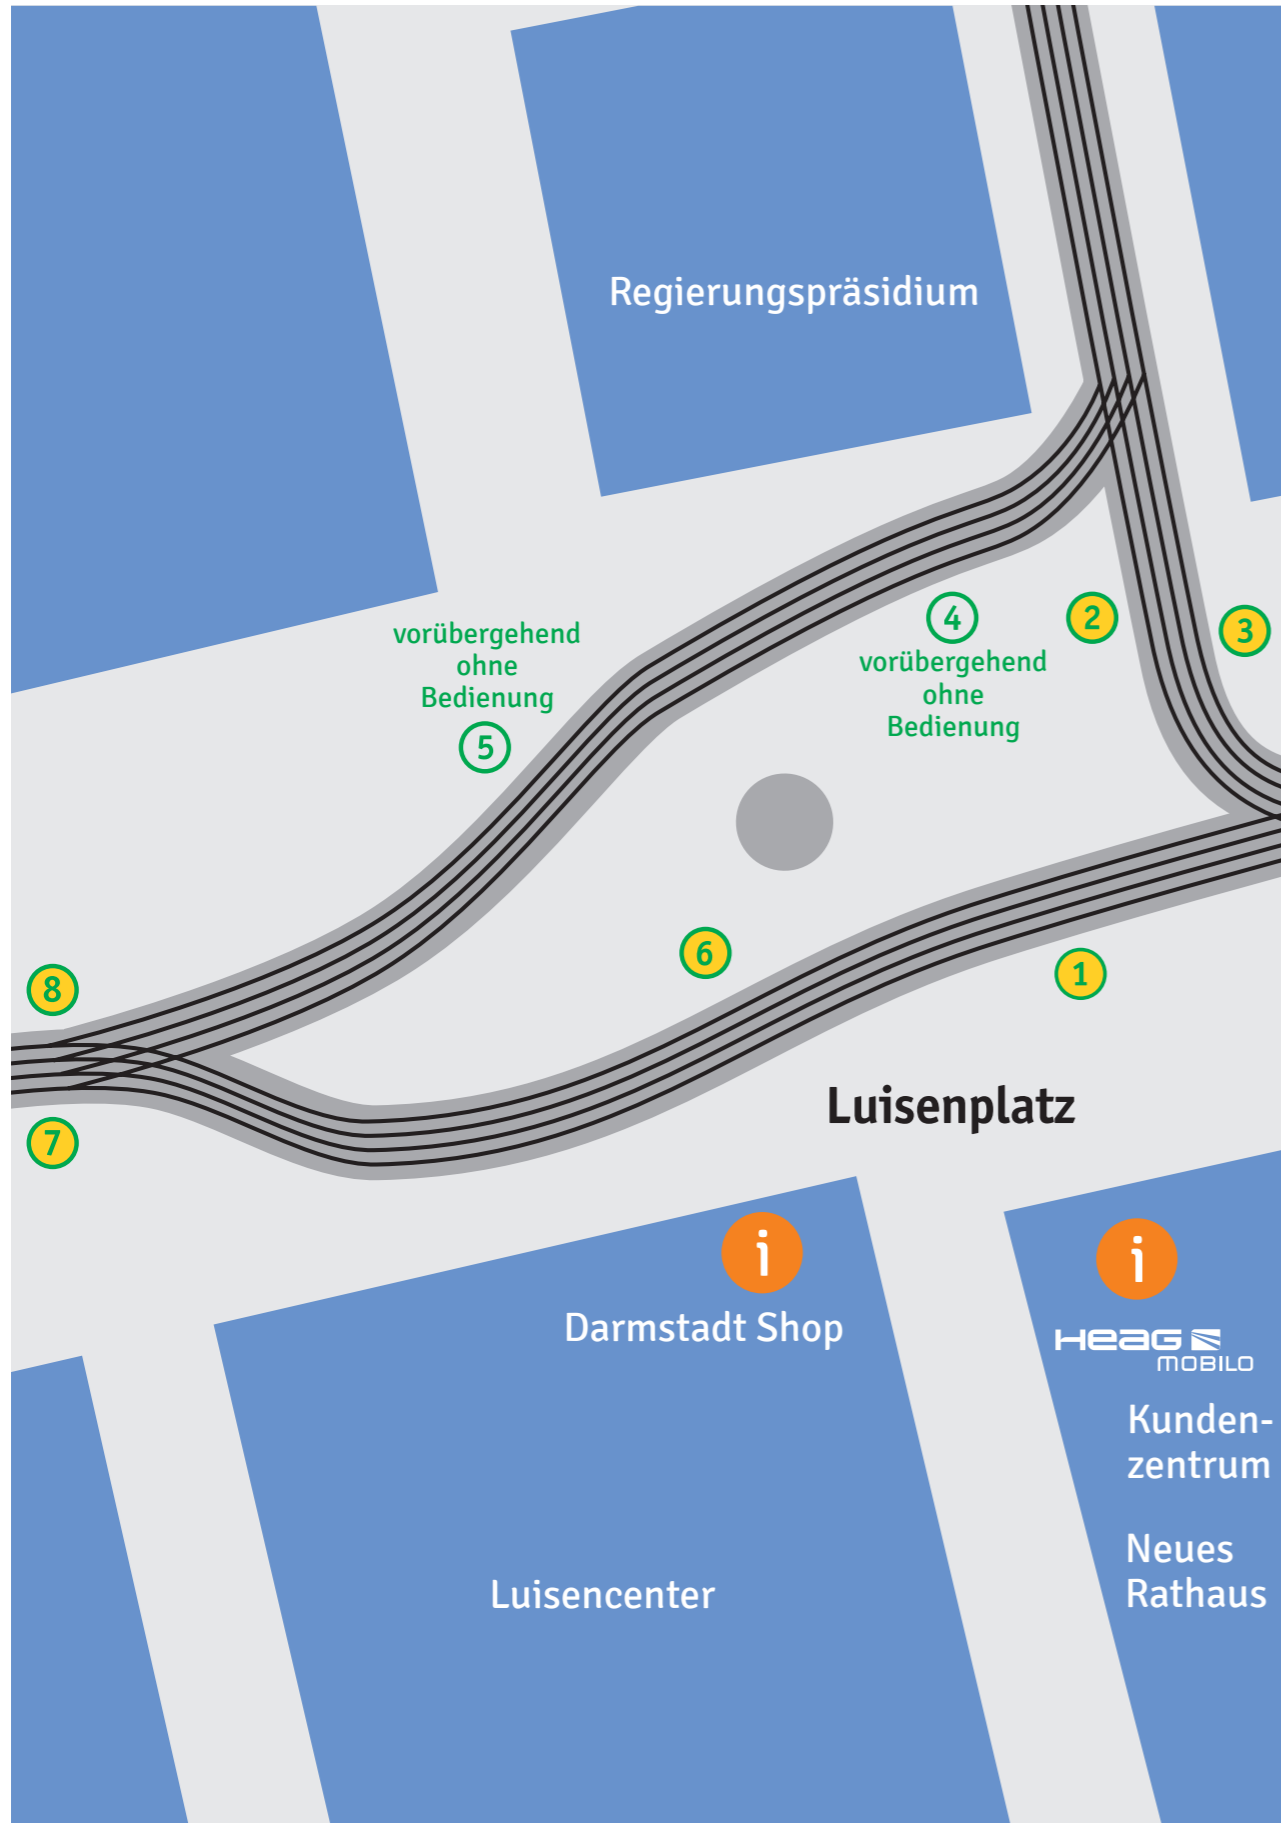 Regierungspräsidium
vorübergehend
ohne
Bedienung
5
4
vorübergehend
ohne
Bedienung
2
3
8
6
1
7
Luisenplatz
i
Darmstadt Shop
i
HEAG
MOBILO
Kunden-
zentrum
Neues
Rathaus
Luisencenter